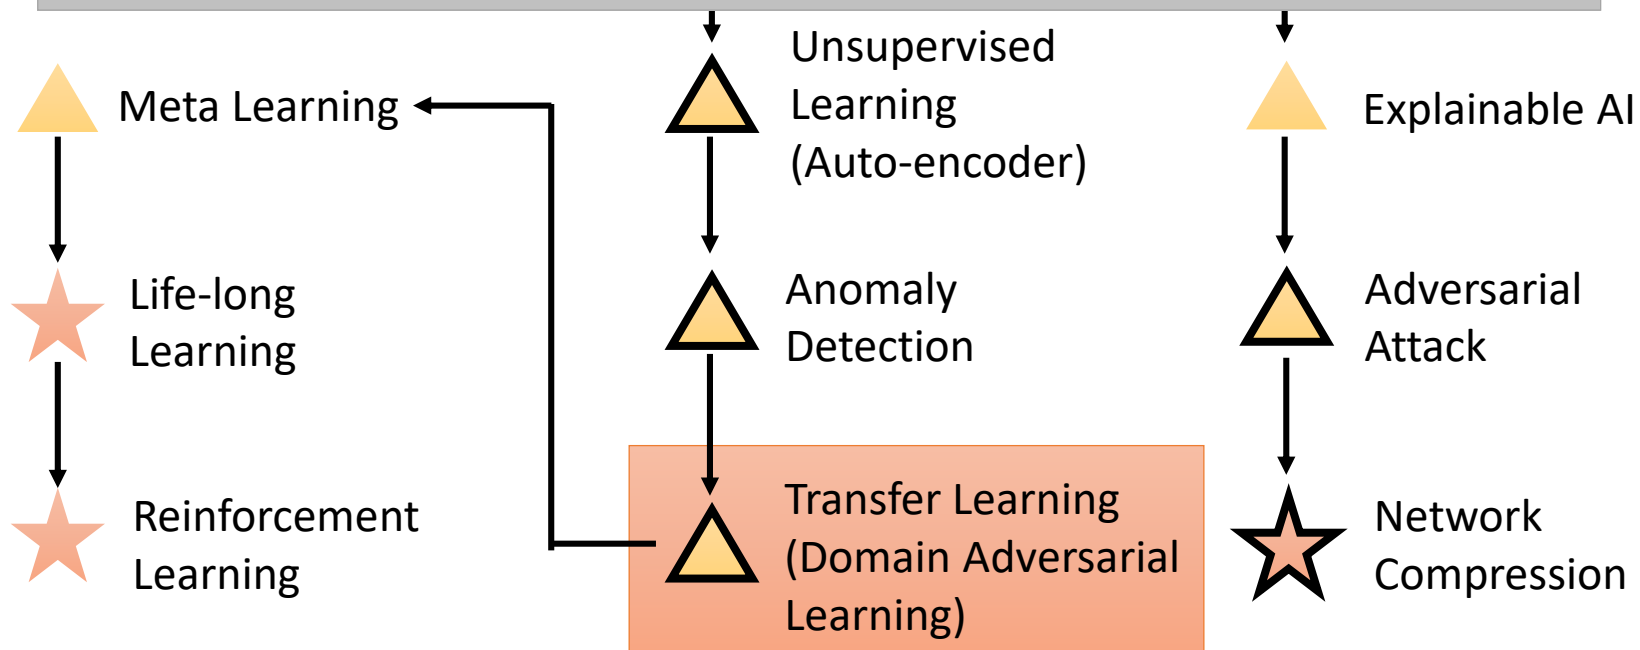 Meta Learning
Life-long
Learning
Reinforcement
Learning
Unsupervised
Learning
(Auto-encoder)
Anomaly
Detection
Transfer Learning
(Domain Adversarial
Learning)
Explainable AI
Adversarial
Attack
Network
Compression